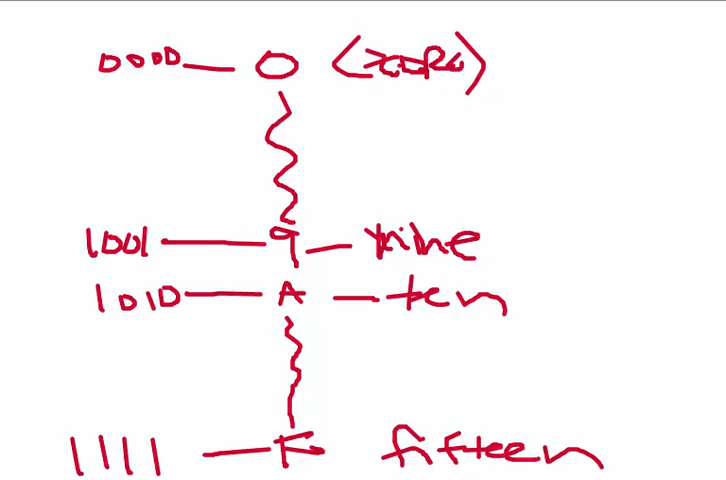 0000 — 0 (zero)
1001 — 9 — nine
1010 — A — ten
1111 — F fifteen